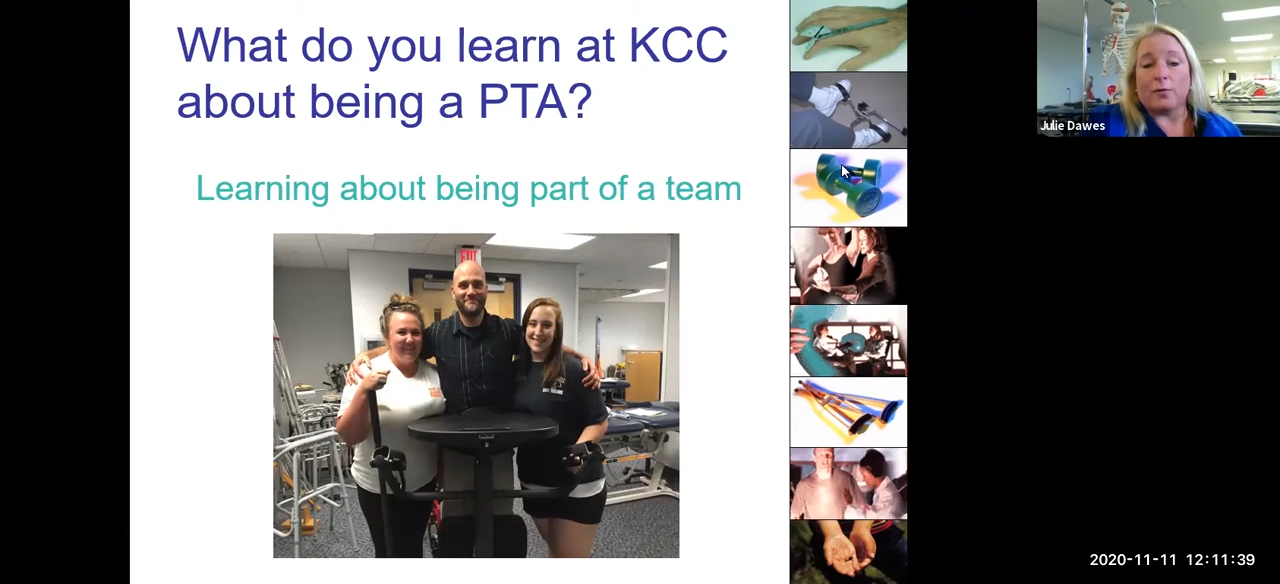 What do you learn at KCC
about being a PTA?
Learning about being part of a team
EXIT
Julie Dawes
2020-11-11 12:11:39